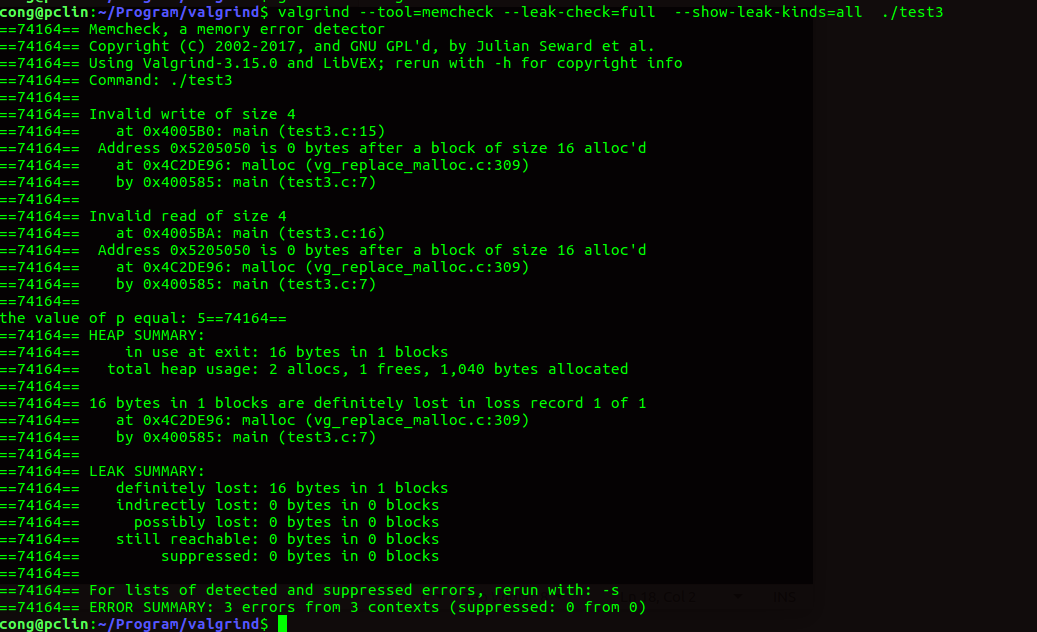 cong@pclin:~/Program/valgrind$ valgrind --tool=memcheck --leak-check=full  --show-leak-kinds=all  ./test3
==74164== Memcheck, a memory error detector
==74164== Copyright (C) 2002-2017, and GNU GPL'd, by Julian Seward et al.
==74164== Using Valgrind-3.15.0 and LibVEX; rerun with -h for copyright info
==74164== Command: ./test3
==74164==
==74164== Invalid write of size 4
==74164==    at 0x4005B0: main (test3.c:15)
==74164==  Address 0x5205050 is 0 bytes after a block of size 16 alloc'd
==74164==    at 0x4C2DE96: malloc (vg_replace_malloc.c:309)
==74164==    by 0x400585: main (test3.c:7)
==74164==
==74164== Invalid read of size 4
==74164==    at 0x4005BA: main (test3.c:16)
==74164==  Address 0x5205050 is 0 bytes after a block of size 16 alloc'd
==74164==    at 0x4C2DE96: malloc (vg_replace_malloc.c:309)
==74164==    by 0x400585: main (test3.c:7)
==74164==
the value of p equal: 5==74164==
==74164== HEAP SUMMARY:
==74164==     in use at exit: 16 bytes in 1 blocks
==74164==   total heap usage: 2 allocs, 1 frees, 1,040 bytes allocated
==74164==
==74164== 16 bytes in 1 blocks are definitely lost in loss record 1 of 1
==74164==    at 0x4C2DE96: malloc (vg_replace_malloc.c:309)
==74164==    by 0x400585: main (test3.c:7)
==74164==
==74164== LEAK SUMMARY:
==74164==    definitely lost: 16 bytes in 1 blocks
==74164==    indirectly lost: 0 bytes in 0 blocks
==74164==      possibly lost: 0 bytes in 0 blocks
==74164==    still reachable: 0 bytes in 0 blocks
==74164==         suppressed: 0 bytes in 0 blocks
==74164==
==74164== For lists of detected and suppressed errors, rerun with: -s
==74164== ERROR SUMMARY: 3 errors from 3 contexts (suppressed: 0 from 0)
cong@pclin:~/Program/valgrind$